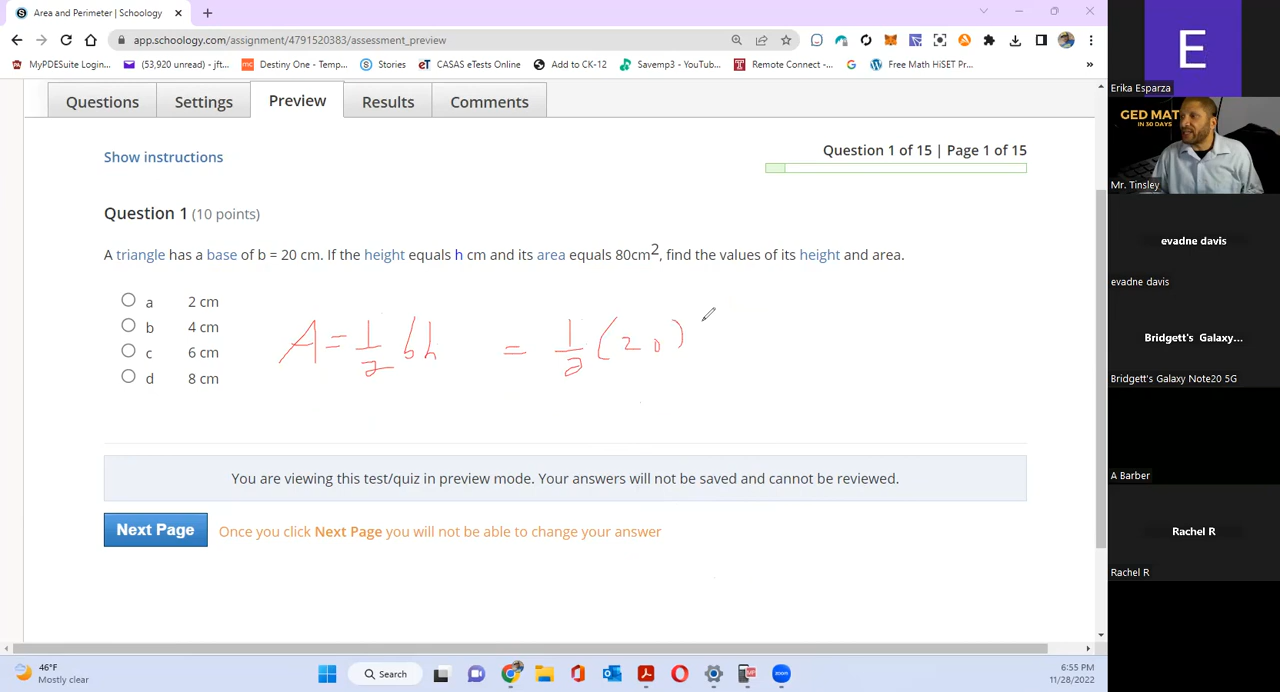 Area and Perimeter | Schoology
app.schoology.com/assignment/4791520383/assessment_preview
MyPDESuite Login...
(53,920 unread) - jft...
Destiny One - Temp...
Stories
CASAS eTests Online
Add to CK-12
Savemp3 - YouTub...
Remote Connect -...
Free Math HiSET Pr...
Questions
Settings
Preview
Results
Comments
Show instructions
Question 1 of 15 | Page 1 of 15
Question 1 (10 points)
A triangle has a base of b = 20 cm. If the height equals h cm and its area equals 80cm², find the values of its height and area.
a 2 cm
b 4 cm
c 6 cm
d 8 cm
A = 1/2 bh = 1/2 (20)
You are viewing this test/quiz in preview mode. Your answers will not be saved and cannot be reviewed.
Next Page
Once you click Next Page you will not be able to change your answer
E
Erika Esparza
GED MAT
IN 30 DAYS
Mr. Tinsley
evadne davis
evadne davis
Bridgett's Galaxy...
Bridgett's Galaxy Note20 5G
A Barber
Rachel R
Rachel R
46°F
Mostly clear
Search
6:55 PM
11/28/2022